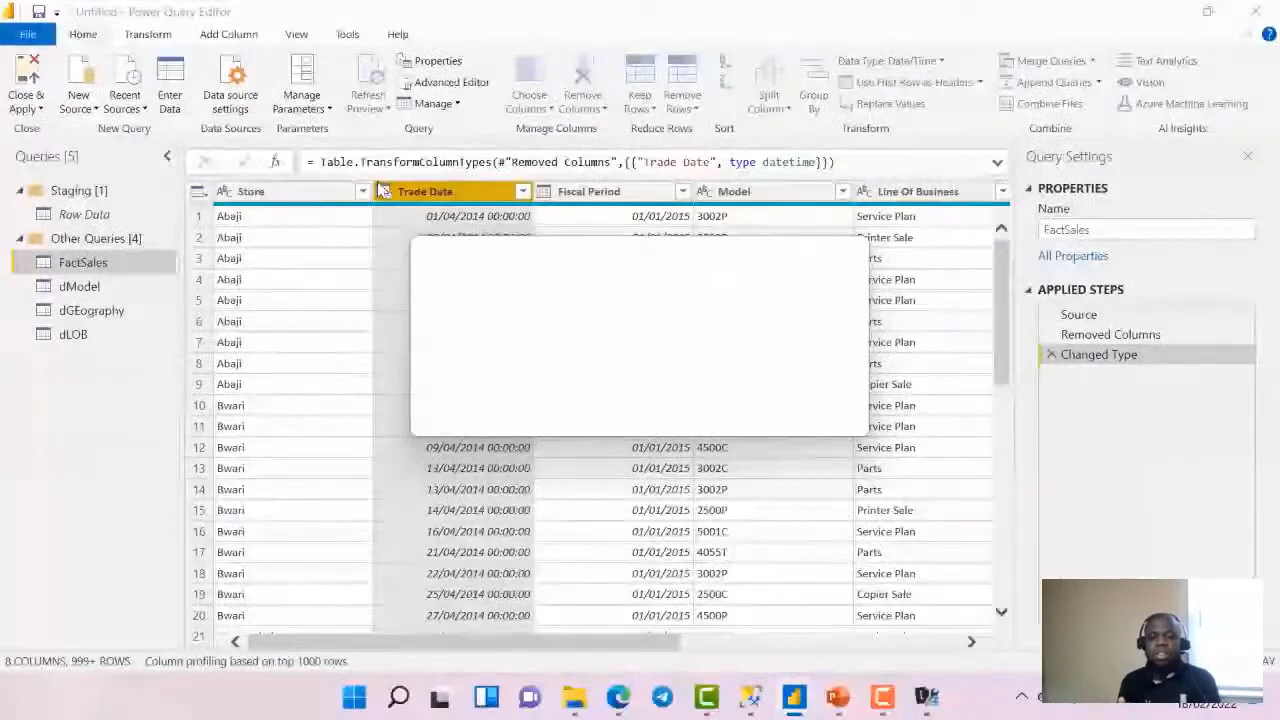 Untitled - Power Query Editor
File Home Transform Add Column View Tools Help
Close & Apply
New Source
Recent Sources
Enter Data
Data source settings
Manage Parameters
Refresh Preview
Properties
Advanced Editor
Manage
Choose Columns
Remove Columns
Keep Rows
Remove Rows
Split Column
Group By
Data Type: Date/Time
Use First Row as Headers
Replace Values
Merge Queries
Append Queries
Combine Files
Text Analytics
Vision
Azure Machine Learning
Close New Query Data Sources Parameters Query Manage Columns Reduce Rows Sort Transform Combine AI Insights
Queries [5]
Staging [1]
Raw Data
Other Queries [4]
FactSales
dModel
dGEography
dLOB
fx = Table.TransformColumnTypes(#"Removed Columns",{{"Trade Date", type datetime}})
Store Trade Date Fiscal Period Model Line Of Business
1 Abaji 01/04/2014 00:00:00 01/01/2015 3002P Service Plan
2 Abaji Printer Sale
3 Abaji
4 Abaji
5 Abaji
6 Abaji
7 Abaji
8 Abaji
9 Abaji
10 Bwari
11 Bwari
12 Bwari 09/04/2014 00:00:00 01/01/2015 4500C Service Plan
13 Bwari 13/04/2014 00:00:00 01/01/2015 3002C Parts
14 Bwari 13/04/2014 00:00:00 01/01/2015 3002P Parts
15 Bwari 14/04/2014 00:00:00 01/01/2015 2500P Printer Sale
16 Bwari 16/04/2014 00:00:00 01/01/2015 5001C Service Plan
17 Bwari 21/04/2014 00:00:00 01/01/2015 4055T Parts
18 Bwari 22/04/2014 00:00:00 01/01/2015 3002P Service Plan
19 Bwari 25/04/2014 00:00:00 01/01/2015 2500C Copier Sale
20 Bwari 27/04/2014 00:00:00 01/01/2015 4500P Service Plan
21
Query Settings
PROPERTIES
Name
FactSales
All Properties
APPLIED STEPS
Source
Removed Columns
Changed Type
8 COLUMNS, 999+ ROWS Column profiling based on top 1000 rows
18/02/2022